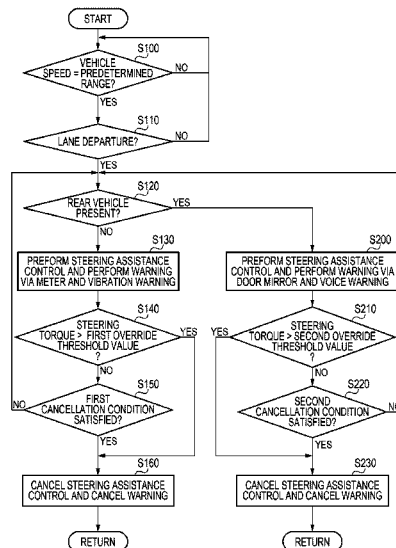 START
S100
VEHICLE
SPEED = PREDETERMINED
RANGE?
NO
YES
S110
LANE DEPARTURE?
NO
YES
S120
REAR VEHICLE
PRESENT?
YES
NO
S130
PREFORM STEERING ASSISTANCE
CONTROL AND PERFORM WARNING
VIA METER AND VIBRATION WARNING
S140
STEERING
TORQUE > FIRST OVERRIDE
THRESHOLD VALUE
?
YES
NO
S150
FIRST
CANCELLATION CONDITION
SATISFIED?
NO
YES
S160
CANCEL STEERING ASSISTANCE
CONTROL AND CANCEL WARNING
RETURN
S200
PREFORM STEERING ASSISTANCE
CONTROL AND PERFORM WARNING VIA
DOOR MIRROR AND VOICE WARNING
S210
STEERING
TORQUE > SECOND OVERRIDE
THRESHOLD VALUE
?
YES
NO
S220
SECOND
CANCELLATION CONDITION
SATISFIED?
NO
YES
S230
CANCEL STEERING ASSISTANCE
CONTROL AND CANCEL WARNING
RETURN